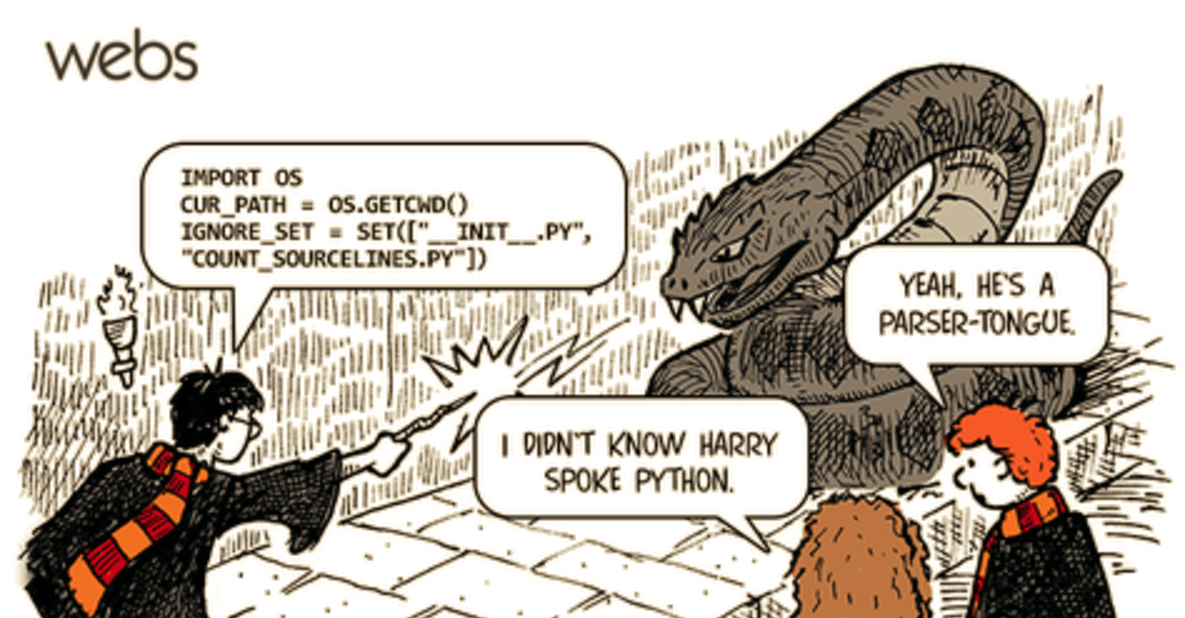 webs
IMPORT OS
CUR_PATH = OS.GETCWD()
IGNORE_SET = SET(["__INIT__.PY",
"COUNT_SOURCELINES.PY"])
I DIDN'T KNOW HARRY
SPOKE PYTHON.
YEAH, HE'S A
PARSER-TONGUE.